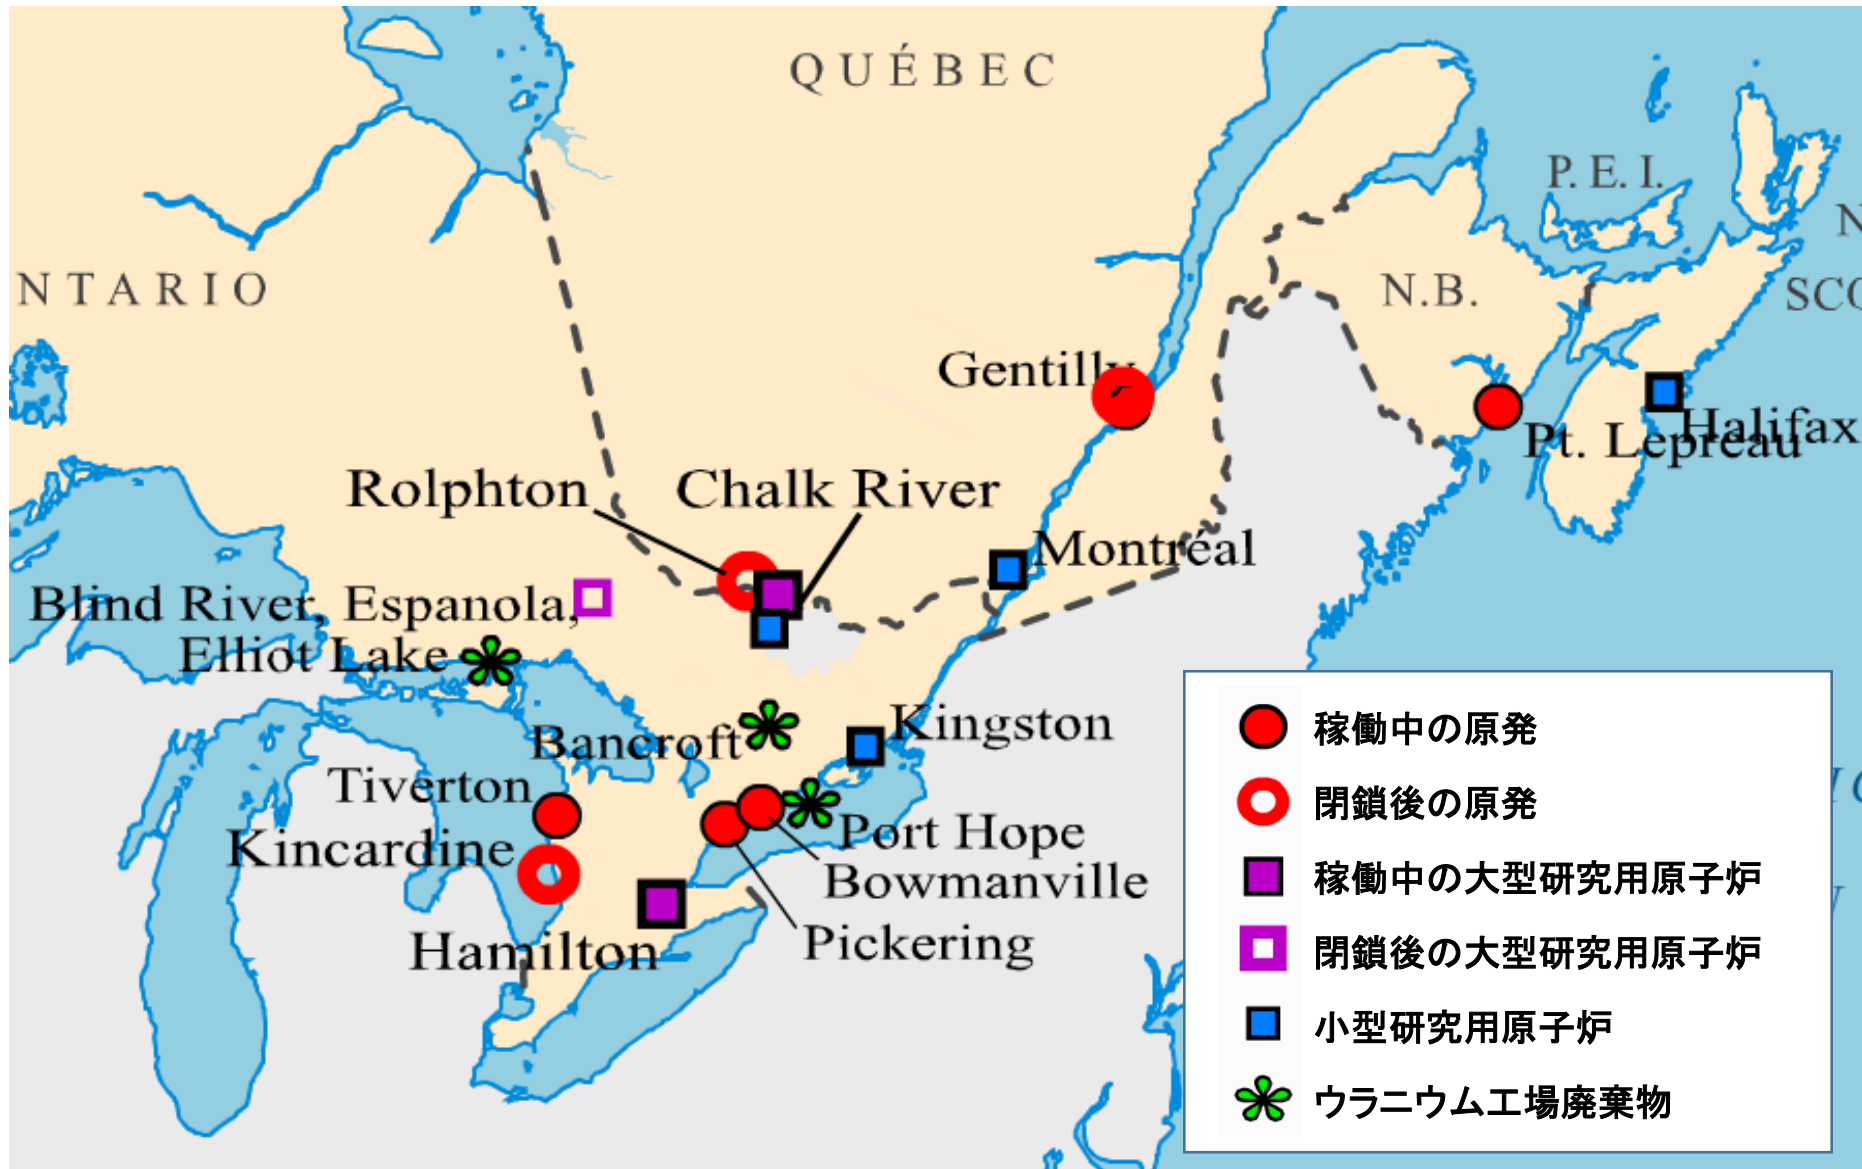 QUÉBEC
P. E. I.
N
NTARIO
N.B.
SCO
Gentilly
Halifax
Pt. Lepreau
Rolphton
Chalk River
Montréal
Blind River, Espanola,
Elliot Lake
Kingston
Bancroft
Tiverton
Port Hope
Kincardine
Bowmanville
Hamilton
Pickering
稼働中の原発
閉鎖後の原発
稼働中の大型研究用原子炉
閉鎖後の大型研究用原子炉
小型研究用原子炉
ウラニウム工場廃棄物